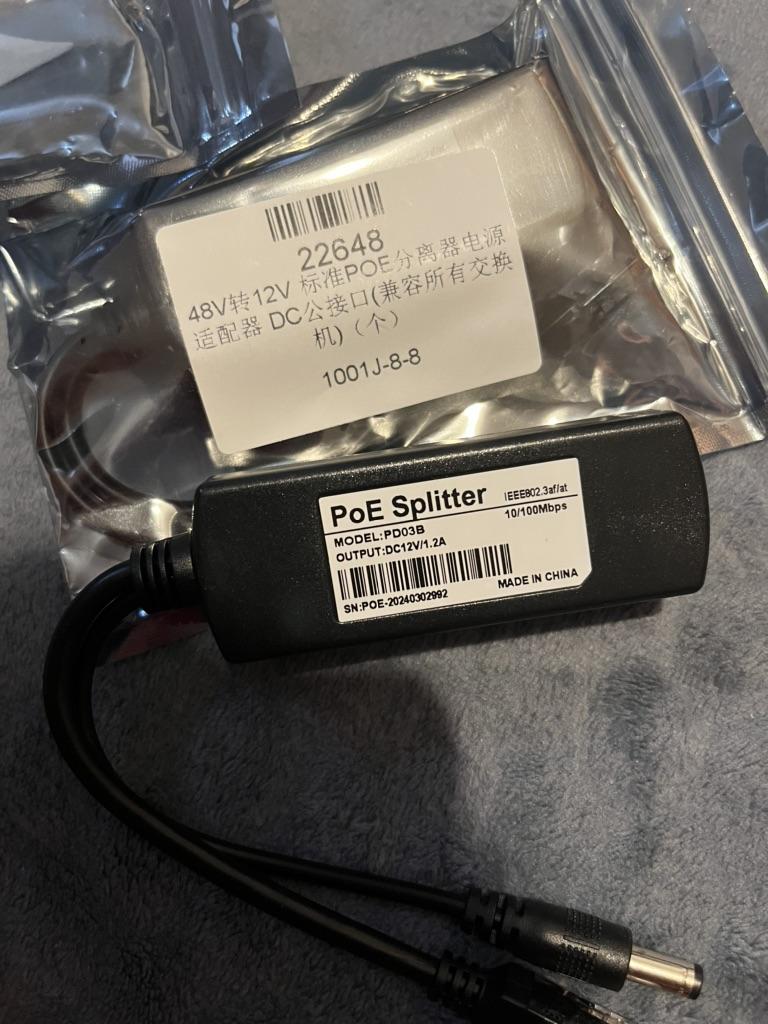 22648
48V转12V 标准POE分离器电源
适配器 DC公接口(兼容所有交换
机)（个）
1001J-8-8
PoE Splitter
IEEE802.3af/at
10/100Mbps
MODEL:PD03B
OUTPUT:DC12V/1.2A
SN:POE-20240302992
MADE IN CHINA